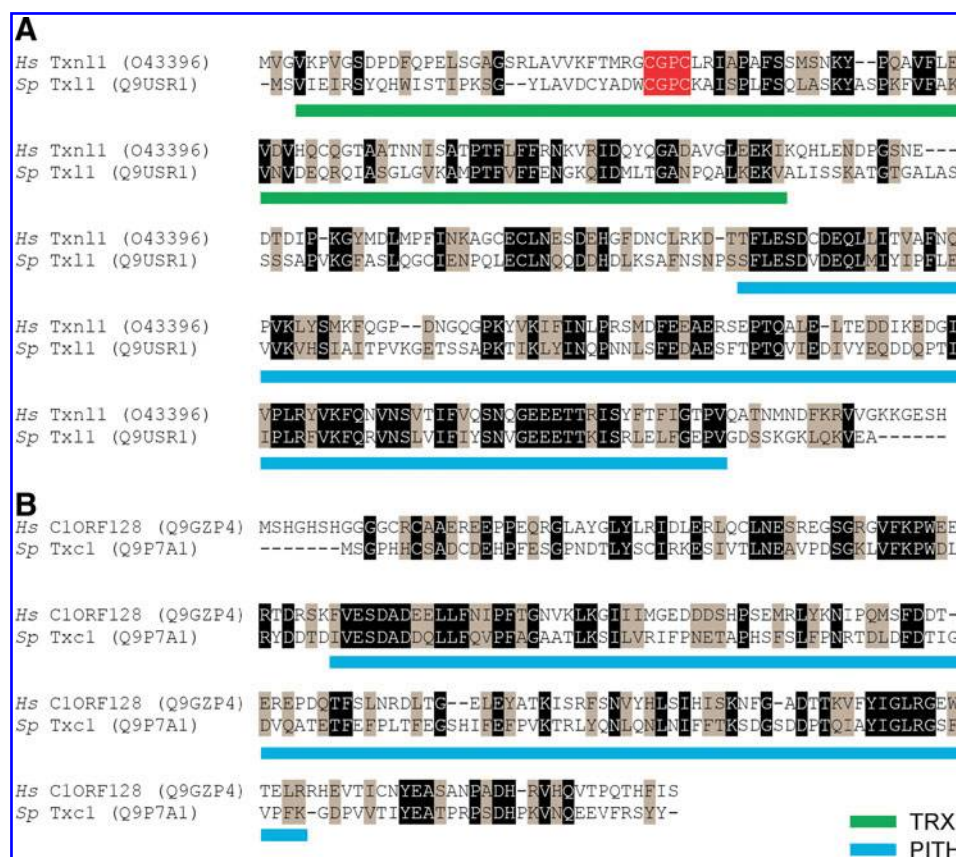 A
Hs Txnl1 (O43396) MVGVKPVGSDPDFQPELSGAGSRLAVVKFTMRGCGPCLRIAPAFSSMSNKY--PQAVFLE
Sp Txl1 (Q9USR1) -MSVIEIRSYQHWISTIPKSG--YLAVDCYADWCGPCKAISPLFSQLASKYASPKFVFAK
Hs Txnl1 (O43396) VDVHQCQGTAATNNISATPTFLFFRNKVRIDQYQGADAVGLEEKIKQHLENDPGSNE---
Sp Txl1 (Q9USR1) VNVDEQRQIASGLGVKAMPTFVFFENGKQIDMLTGANPQALKEKVALISSKATGTGALAS
Hs Txnl1 (O43396) DTDIP-KGYMDLMPFINKAGCECLNESDEHGFDNCLRKD-TTFLESDCDEQLLITVAFNQ
Sp Txl1 (Q9USR1) SSSAPVKGFASLQGCIENPQLECLNQQDDHDLKSAFNSNPSSFLESDVDEQLMIYIPFLE
Hs Txnl1 (O43396) PVKLYSMKFQGP--DNGQGPKYVKIFINLPRSMDFEEAERSEPTQALE-LTEDDIKEDGI
Sp Txl1 (Q9USR1) VVKVHSIAITPVKGETSSAPKTIKLYINQPNNLSFEDAESFTPTQVIEDIVYEQDDQPTI
Hs Txnl1 (O43396) VPLRYVKFQNVNSVTIFVQSNQGEEETTRISYFTFIGTPVQATNMNDFKRVVGKKGESH
Sp Txl1 (Q9USR1) IPLRFVKFQRVNSLVIFIYSNVGEEETTKISRLELFGEPVGDSSKGKLQKVEA------
B
Hs C1ORF128 (Q9GZP4) MSHGHSHGGGGCRCAAEREEPPEQRGLAYGLYLRIDLERLQCLNESREGSGRGVFKPWEE
Sp Txc1 (Q9P7A1) -------MSGPHHCSADCDEHPFESGPNDTLYSCIRKESIVTLNEAVPDSGKLVFKPWDL
Hs C1ORF128 (Q9GZP4) RTDRSKFVESDADEELLFNIPFTGNVKLKGIIIMGEDDDSHPSEMRLYKNIPQMSFDDT-
Sp Txc1 (Q9P7A1) RYDDTDIVESDADDQLLFQVPFAGAATLKSILVRIFPNETAPHSFSLFPNRTDLDFDTIG
Hs C1ORF128 (Q9GZP4) EREPDQTFSLNRDLTG--ELEYATKISRFSNVYHLSIHISKNFG-ADTTKVFYIGLRGEW
Sp Txc1 (Q9P7A1) DVQATETFEFPLTFEGSHIFEFPVKTRLYQNLQNLNIFFTKSDGSDDPTQIAYIGLRGSF
Hs C1ORF128 (Q9GZP4) TELRRHEVTICNYEASANPADH-RVHQVTPQTHFIS
Sp Txc1 (Q9P7A1) VPFK-GDPVVTIYEATPRPSDHPKVNQEEVFRSYY-
TRX
PITH